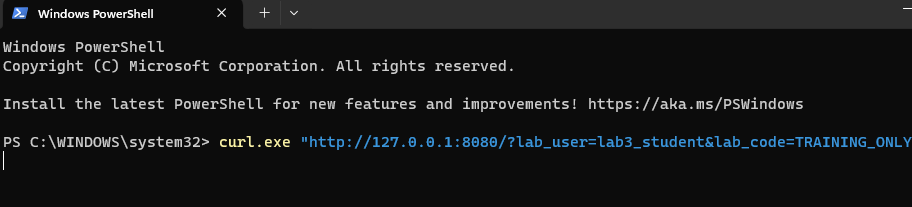 Windows PowerShell
Windows PowerShell
Copyright (C) Microsoft Corporation. All rights reserved.
Install the latest PowerShell for new features and improvements! https://aka.ms/PSWindows
PS C:\WINDOWS\system32> curl.exe "http://127.0.0.1:8080/?lab_user=lab3_student&lab_code=TRAINING_ONLY